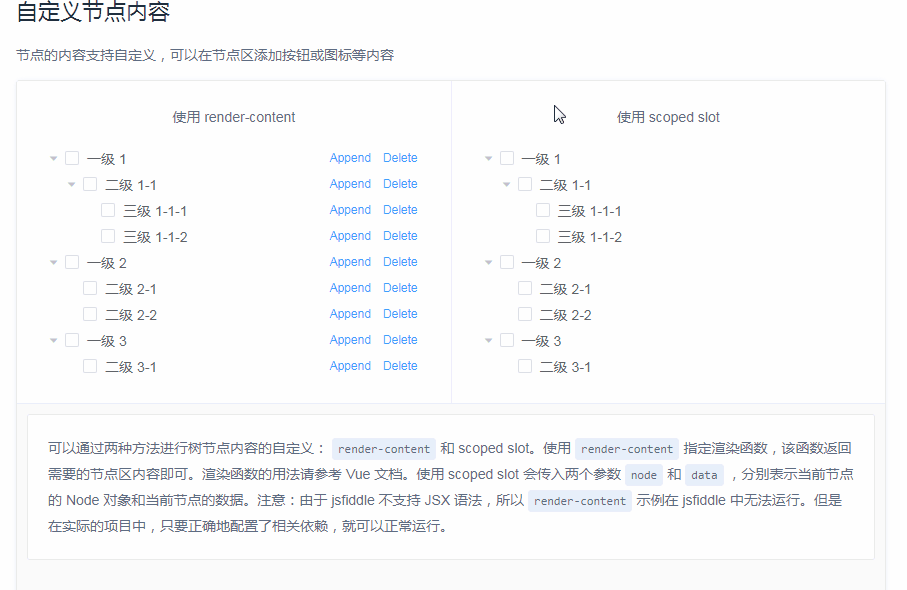 自定义节点内容
节点的内容支持自定义，可以在节点区添加按钮或图标等内容
使用 render-content
一级 1 Append Delete
二级 1-1 Append Delete
三级 1-1-1 Append Delete
三级 1-1-2 Append Delete
一级 2 Append Delete
二级 2-1 Append Delete
二级 2-2 Append Delete
一级 3 Append Delete
二级 3-1 Append Delete
使用 scoped slot
一级 1
二级 1-1
三级 1-1-1
三级 1-1-2
一级 2
二级 2-1
二级 2-2
一级 3
二级 3-1
可以通过两种方法进行树节点内容的自定义： render-content 和 scoped slot。使用 render-content 指定渲染函数，该函数返回
需要的节点区内容即可。渲染函数的用法请参考 Vue 文档。使用 scoped slot 会传入两个参数 node 和 data ，分别表示当前节点
的 Node 对象和当前节点的数据。注意：由于 jsfiddle 不支持 JSX 语法，所以 render-content 示例在 jsfiddle 中无法运行。但是
在实际的项目中，只要正确地配置了相关依赖，就可以正常运行。